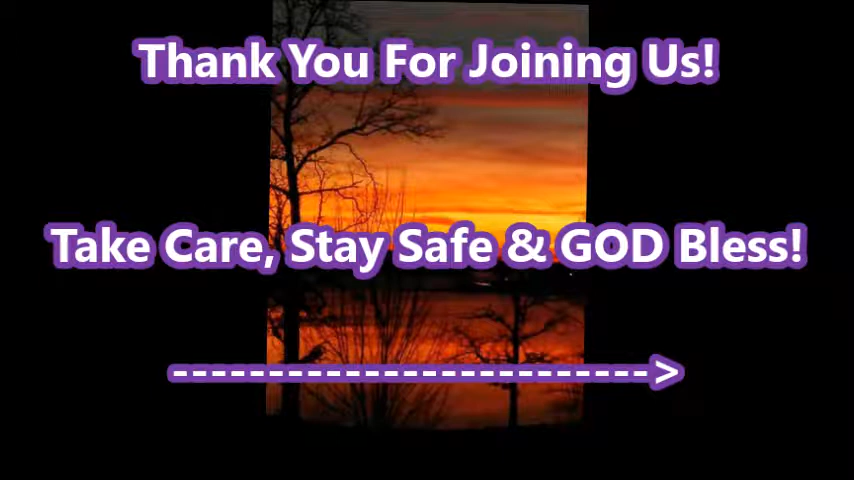 Thank You For Joining Us!
Take Care, Stay Safe & GOD Bless!
-------------------------->